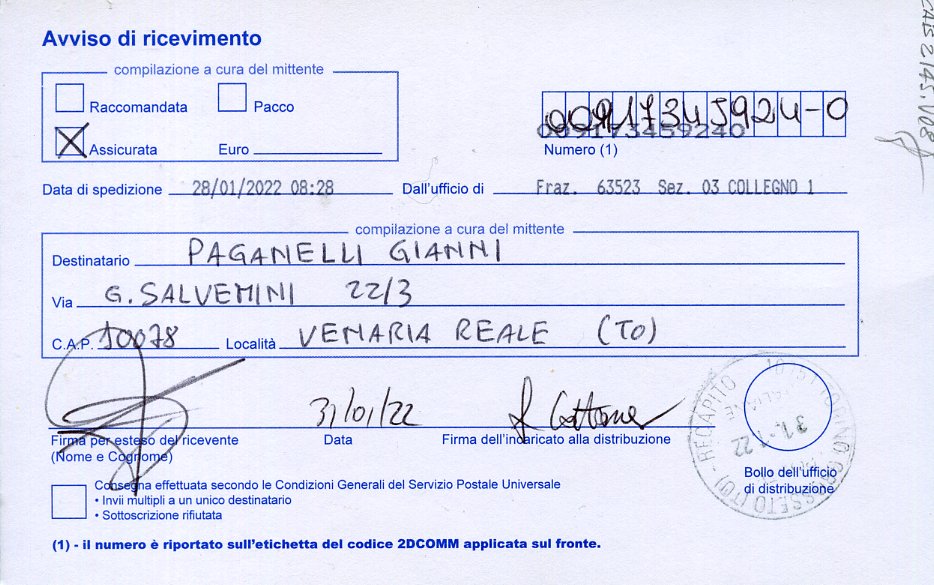 Avviso di ricevimento
compilazione a cura del mittente
Raccomandata Pacco
Assicurata Euro
00917345924-0
009173459240
Numero (1)
Data di spedizione 28/01/2022 08:28 Dall'ufficio di Fraz. 63523 Sez. 03 COLLEGNO 1
compilazione a cura del mittente
Destinatario PAGANELLI GIANNI
Via G. SALVEMINI 22/3
C.A.P. 10078 Località VENARIA REALE (TO)
31/01/22
Firma per esteso del ricevente Data Firma dell'incaricato alla distribuzione
(Nome e Cognome)
RECAPITO
Bollo dell'ufficio
di distribuzione
Consegna effettuata secondo le Condizioni Generali del Servizio Postale Universale
• Invii multipli a un unico destinatario
• Sottoscrizione rifiutata
(1) - il numero è riportato sull'etichetta del codice 2DCOMM applicata sul fronte.